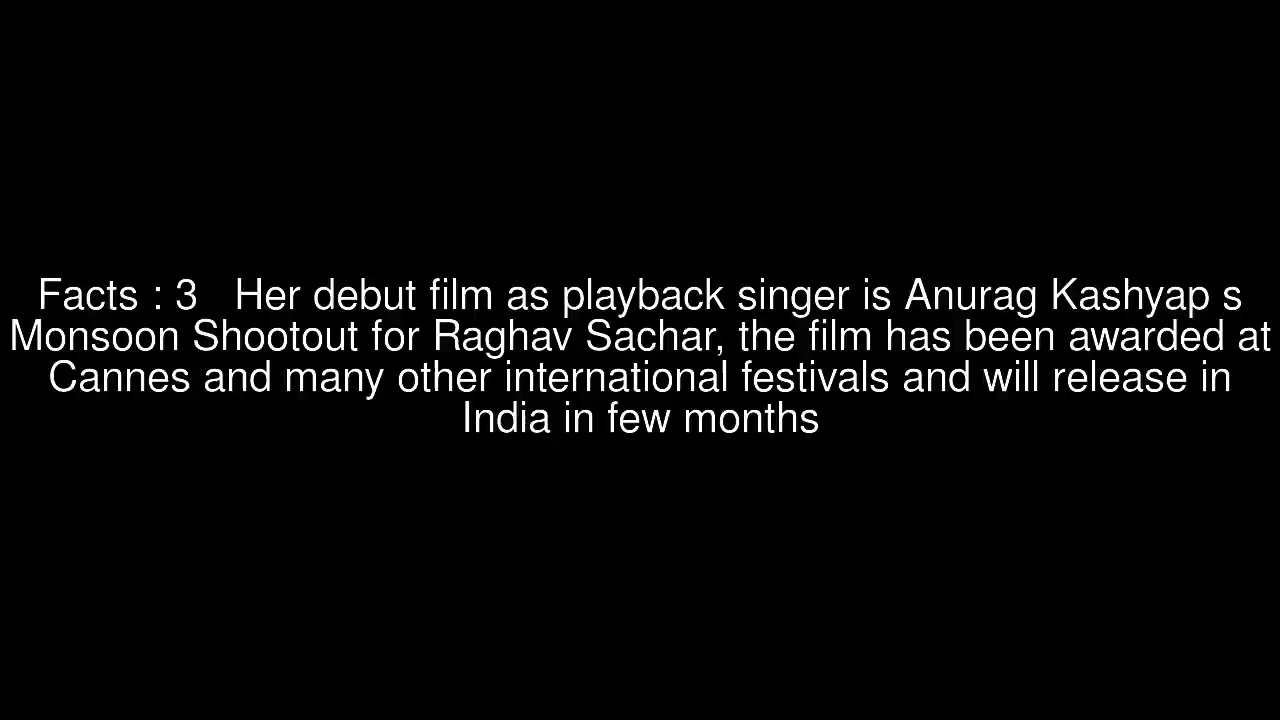 Facts : 3   Her debut film as playback singer is Anurag Kashyap s
Monsoon Shootout for Raghav Sachar, the film has been awarded at
Cannes and many other international festivals and will release in
India in few months